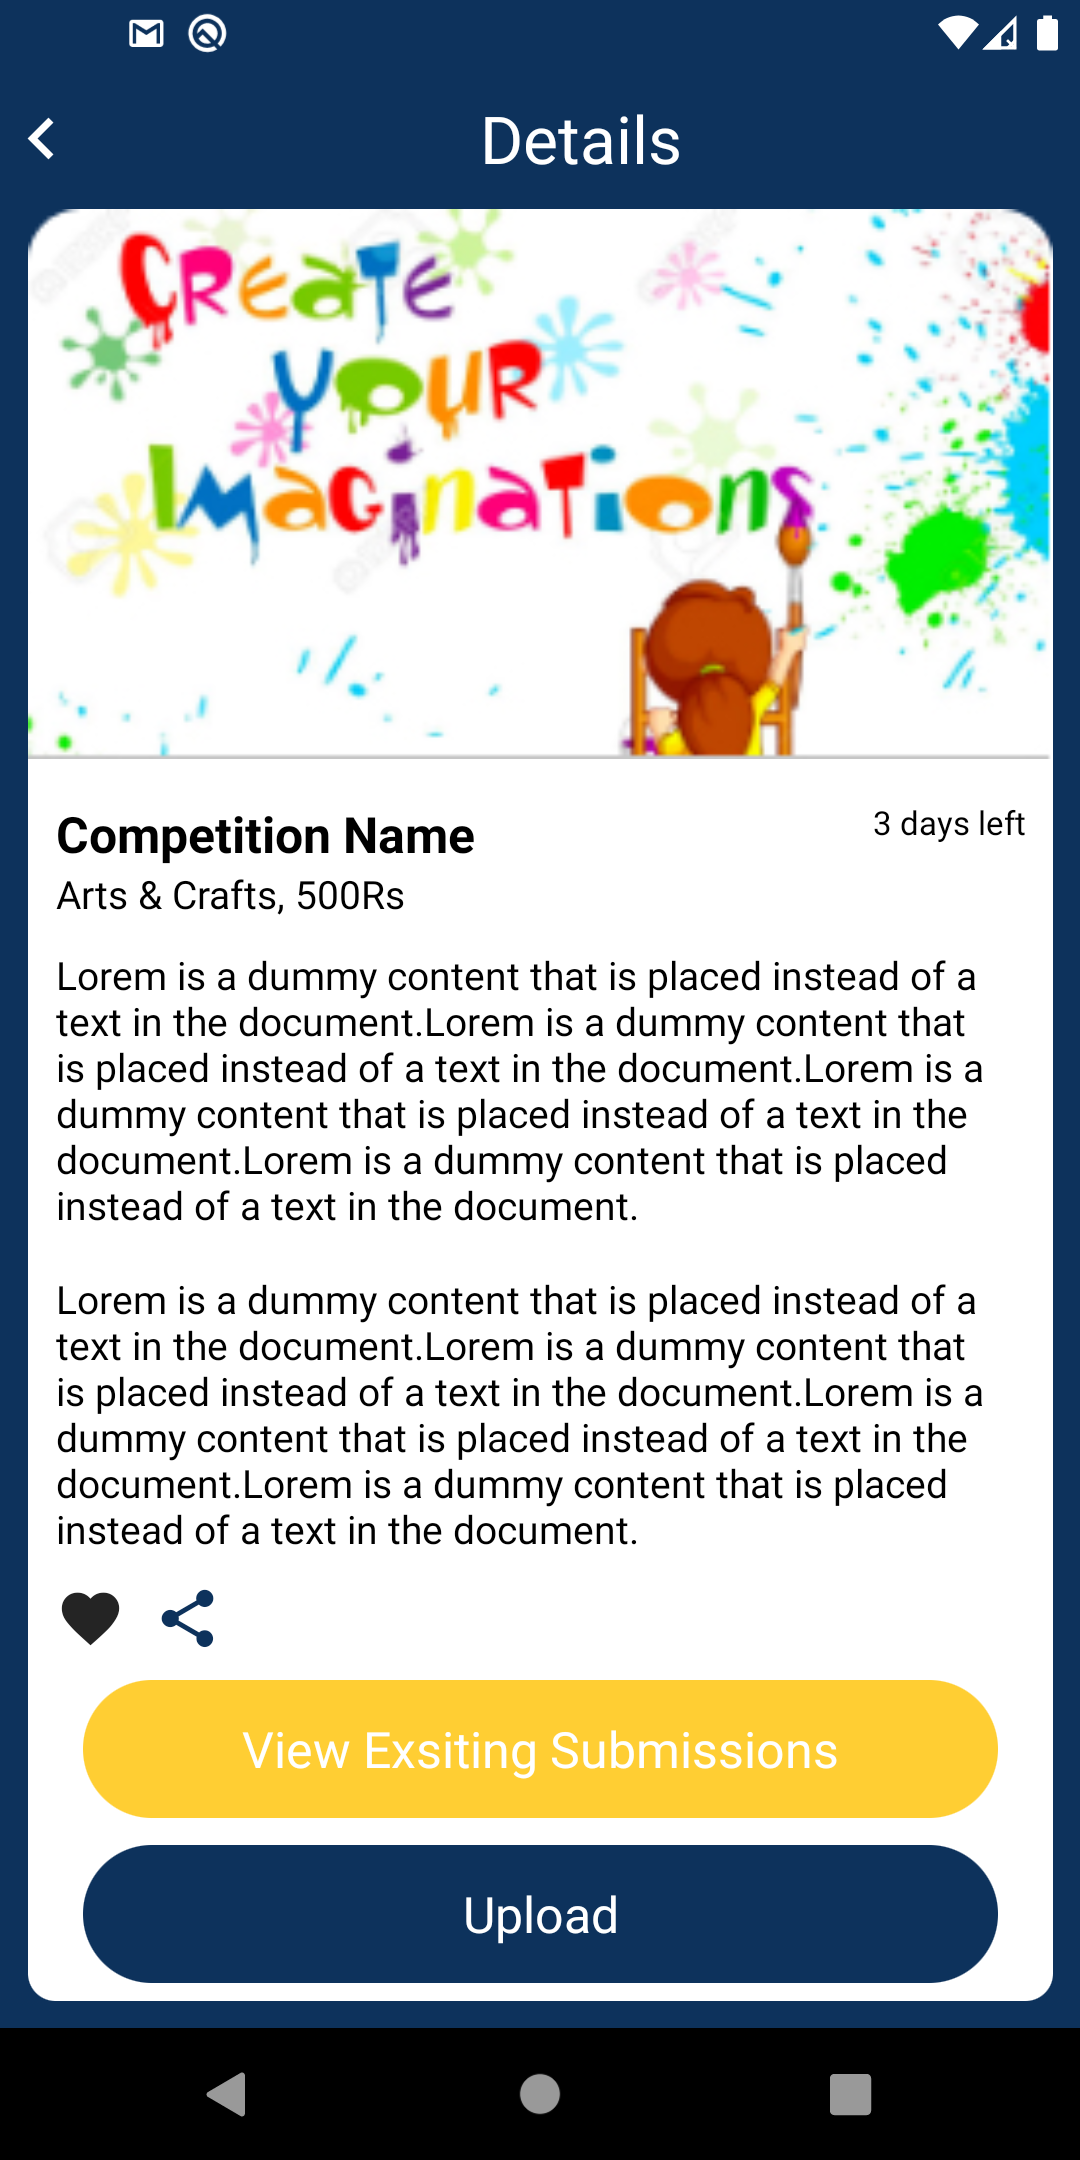 Details
Create
your
Imaginations
Competition Name
3 days left
Arts & Crafts, 500Rs
Lorem is a dummy content that is placed instead of a
text in the document.Lorem is a dummy content that
is placed instead of a text in the document.Lorem is a
dummy content that is placed instead of a text in the
document.Lorem is a dummy content that is placed
instead of a text in the document.
Lorem is a dummy content that is placed instead of a
text in the document.Lorem is a dummy content that
is placed instead of a text in the document.Lorem is a
dummy content that is placed instead of a text in the
document.Lorem is a dummy content that is placed
instead of a text in the document.
View Exsiting Submissions
Upload